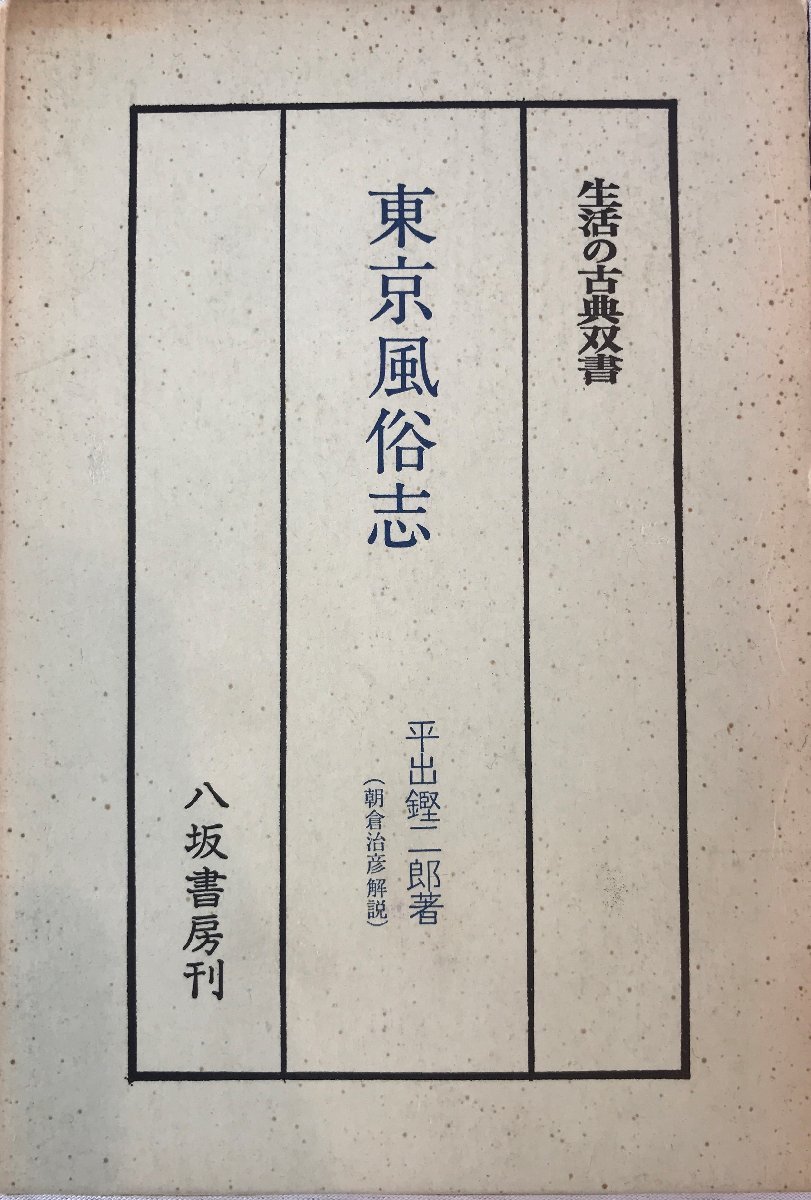 生活の古典双書
東京風俗志
平出鏗二郎著
(朝倉治彦解説)
八坂書房刊